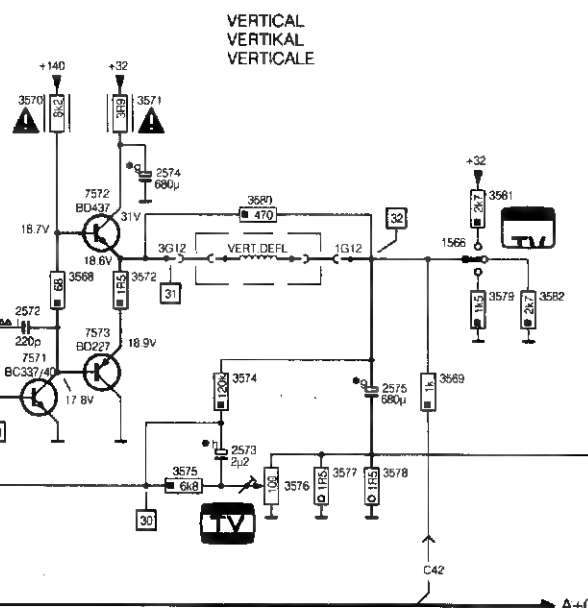 VERTICAL
VERTIKAL
VERTICALE
+140
+32
3570
8k2
3R9
3571
2574
680µ
7572
BD437
31V
18.7V
18.6V
3568
68
3572
1R5
2572
220p
7573
BD227
18.9V
7571
BC337/40
17.8V
3580
470
3G12
VERT.DEFL
1G12
31
32
+32
3581
2k7
1566
TV
3579
1k5
3582
2k7
3574
120k
2575
680µ
3569
1k
2573
2µ2
3575
6k8
3576
100
3577
1R5
3578
1R5
30
TV
C42